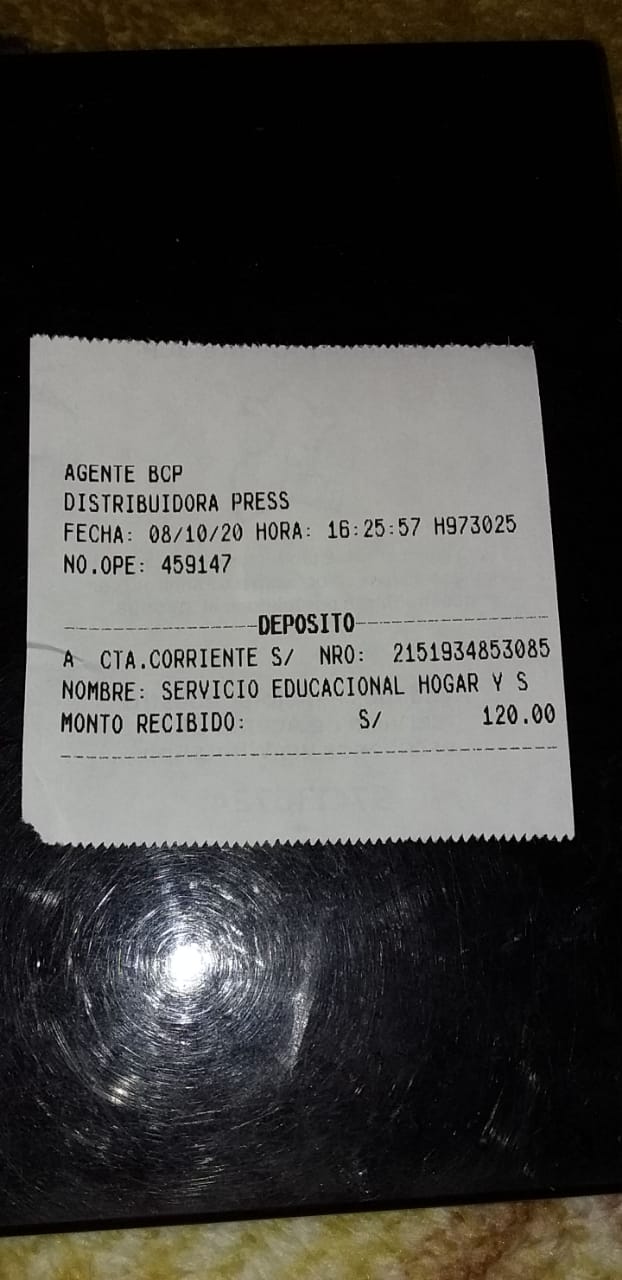 AGENTE BCP
DISTRIBUIDORA PRESS
FECHA: 08/10/20 HORA: 16:25:57 H973025
NO.OPE: 459147
DEPOSITO
A CTA.CORRIENTE S/ NRO: 2151934853085
NOMBRE: SERVICIO EDUCACIONAL HOGAR Y S
MONTO RECIBIDO: S/ 120.00